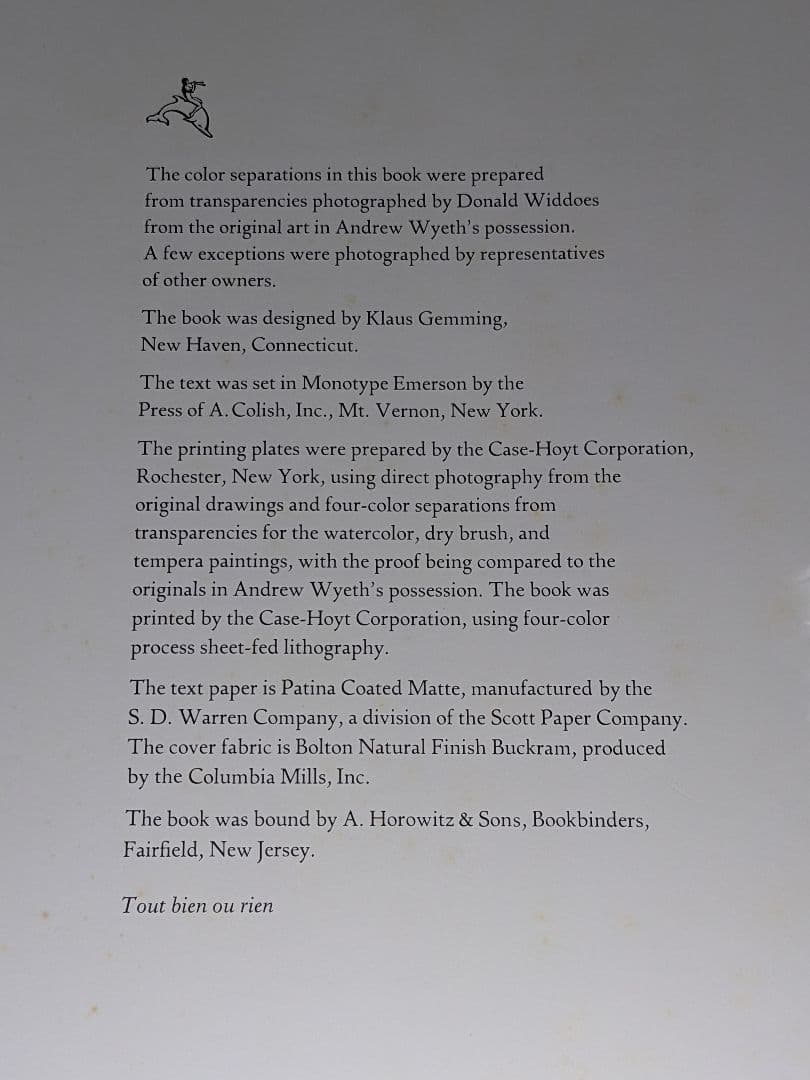 The color separations in this book were prepared
from transparencies photographed by Donald Widdoes
from the original art in Andrew Wyeth's possession.
A few exceptions were photographed by representatives
of other owners.
The book was designed by Klaus Gemming,
New Haven, Connecticut.
The text was set in Monotype Emerson by the
Press of A. Colish, Inc., Mt. Vernon, New York.
The printing plates were prepared by the Case-Hoyt Corporation,
Rochester, New York, using direct photography from the
original drawings and four-color separations from
transparencies for the watercolor, dry brush, and
tempera paintings, with the proof being compared to the
originals in Andrew Wyeth's possession. The book was
printed by the Case-Hoyt Corporation, using four-color
process sheet-fed lithography.
The text paper is Patina Coated Matte, manufactured by the
S. D. Warren Company, a division of the Scott Paper Company.
The cover fabric is Bolton Natural Finish Buckram, produced
by the Columbia Mills, Inc.
The book was bound by A. Horowitz & Sons, Bookbinders,
Fairfield, New Jersey.
Tout bien ou rien